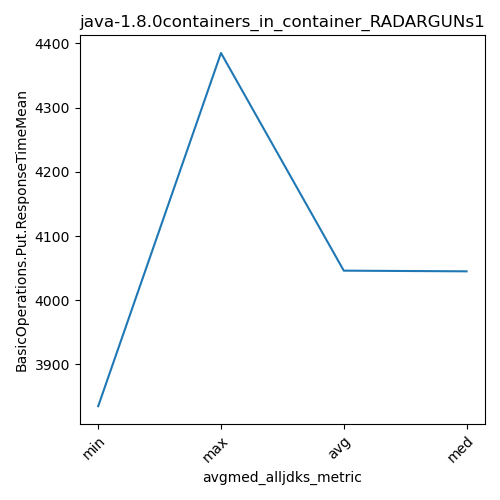 java-1.8.0containers_in_container_RADARGUNs1
4400
4300
4200
4100
4000
3900
BasicOperations.Put.ResponseTimeMean
min
max
avg
med
avgmed_alljdks_metric